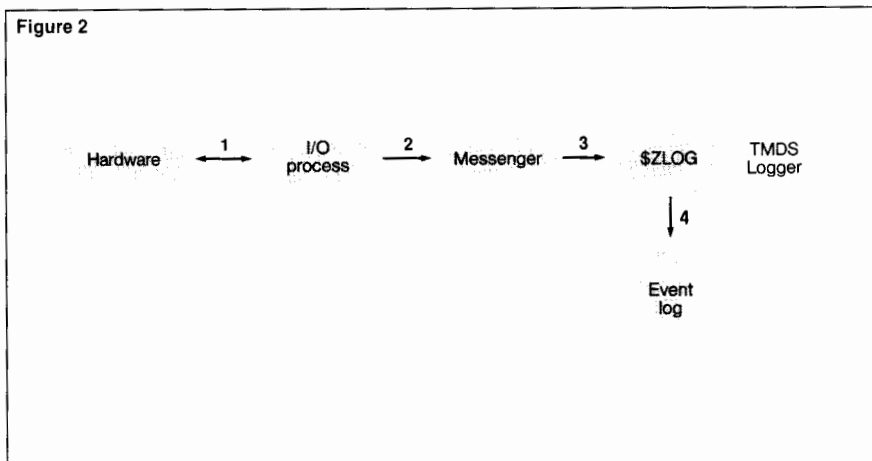 Figure 2
1
2
3
Hardware
I/O
process
Messenger
$ZLOG
TMDS
Logger
4
Event
log